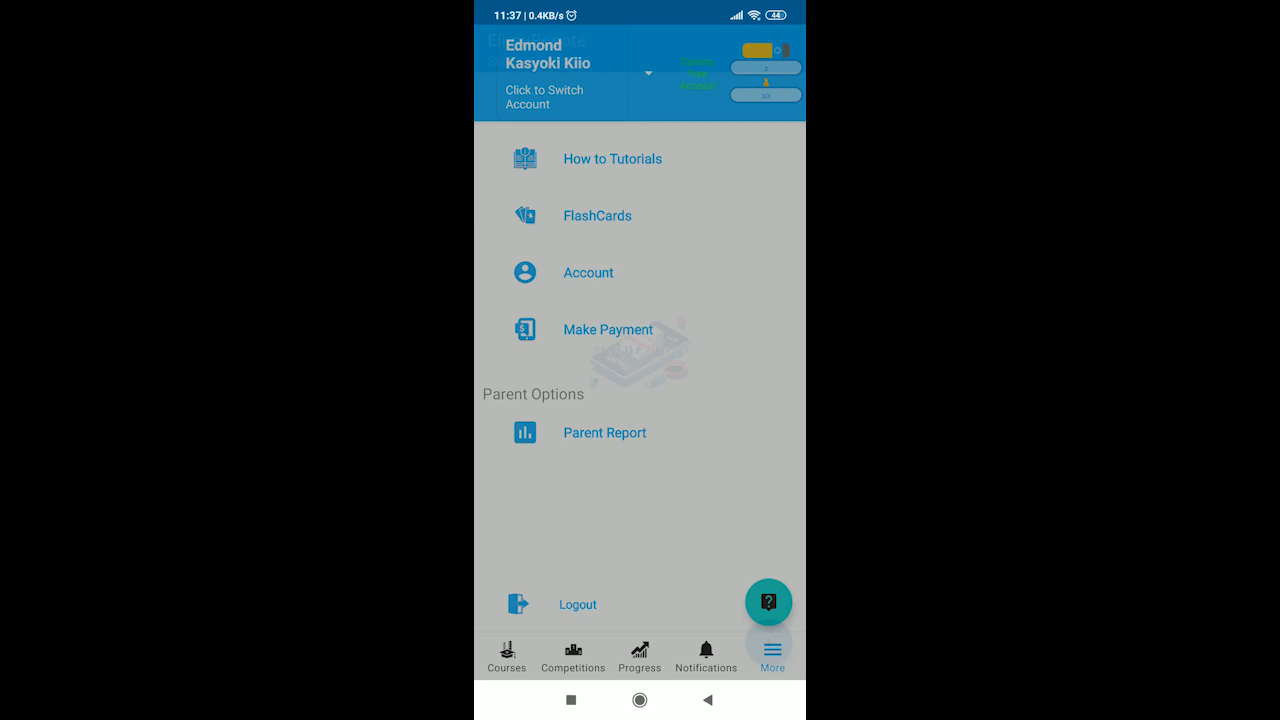 11:37 | 0.4KB/s
44
Edmond
Kasyoki Kiio
Click to Switch
Account
How to Tutorials
FlashCards
Account
Make Payment
Parent Options
Parent Report
Logout
Courses
Competitions
Progress
Notifications
More